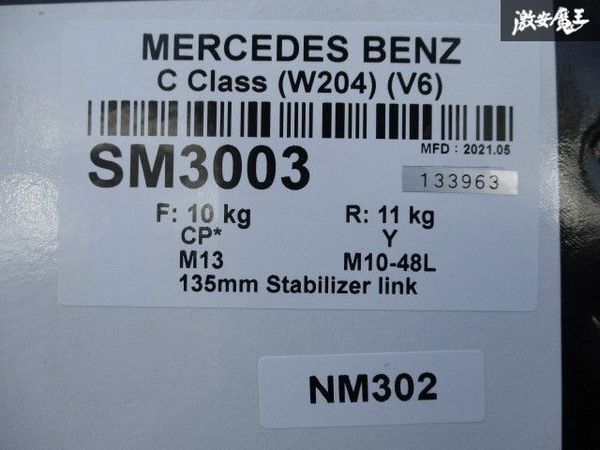 激安魔王
MERCEDES BENZ
C Class (W204) (V6)
MFD : 2021.05
SM3003
133963
F: 10 kg R: 11 kg
CP* Y
M13 M10-48L
135mm Stabilizer link
NM302